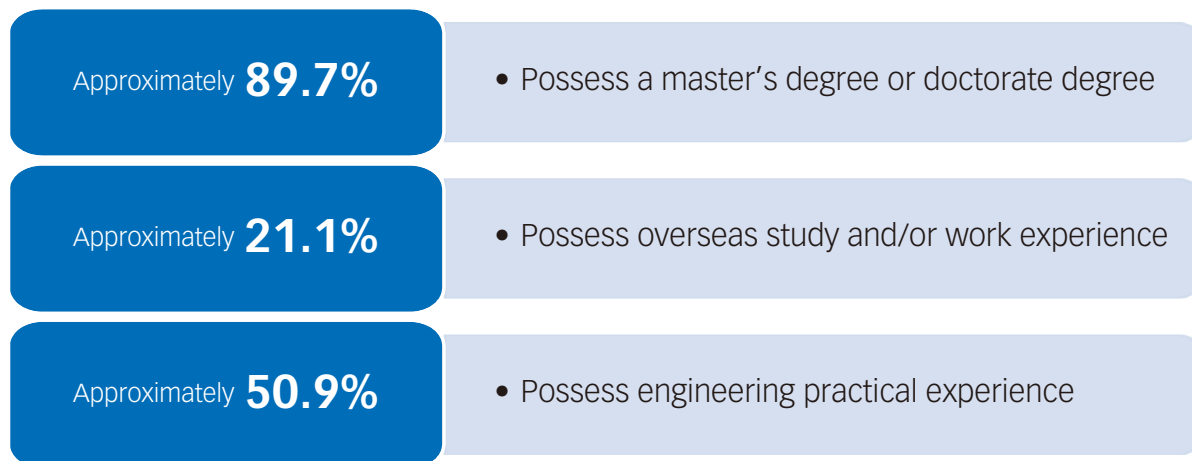 Approximately 89.7%
• Possess a master’s degree or doctorate degree
Approximately 21.1%
• Possess overseas study and/or work experience
Approximately 50.9%
• Possess engineering practical experience